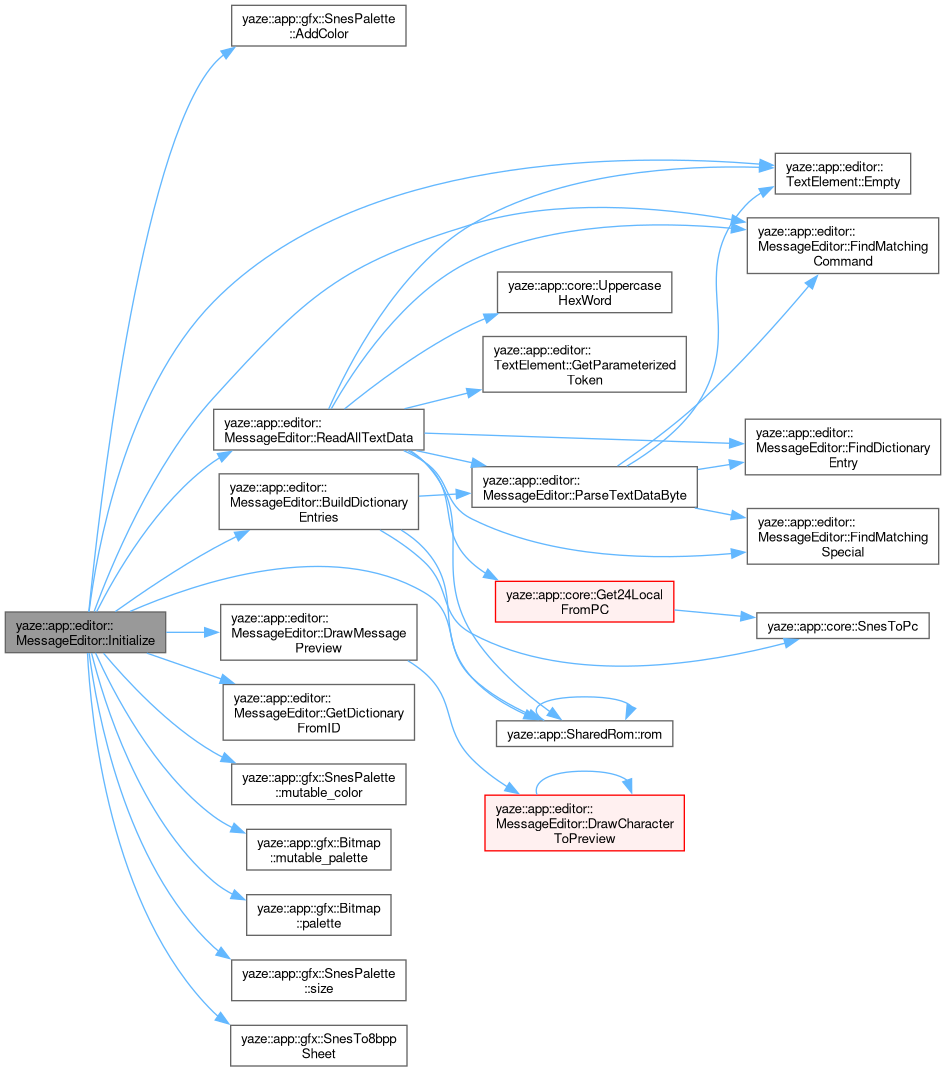 yaze::app::gfx::SnesPalette
::AddColor
yaze::app::editor::
TextElement::Empty
yaze::app::editor::
MessageEditor::FindMatching
Command
yaze::app::core::Uppercase
HexWord
yaze::app::editor::
TextElement::GetParameterized
Token
yaze::app::editor::
MessageEditor::ReadAllTextData
yaze::app::editor::
MessageEditor::FindDictionary
Entry
yaze::app::editor::
MessageEditor::ParseTextDataByte
yaze::app::editor::
MessageEditor::BuildDictionary
Entries
yaze::app::editor::
MessageEditor::FindMatching
Special
yaze::app::core::Get24Local
FromPC
yaze::app::editor::
MessageEditor::Initialize
yaze::app::editor::
MessageEditor::DrawMessage
Preview
yaze::app::core::SnesToPc
yaze::app::editor::
MessageEditor::GetDictionary
FromID
yaze::app::SharedRom::rom
yaze::app::gfx::SnesPalette
::mutable_color
yaze::app::editor::
MessageEditor::DrawCharacter
ToPreview
yaze::app::gfx::Bitmap
::mutable_palette
yaze::app::gfx::Bitmap
::palette
yaze::app::gfx::SnesPalette
::size
yaze::app::gfx::SnesTo8bpp
Sheet